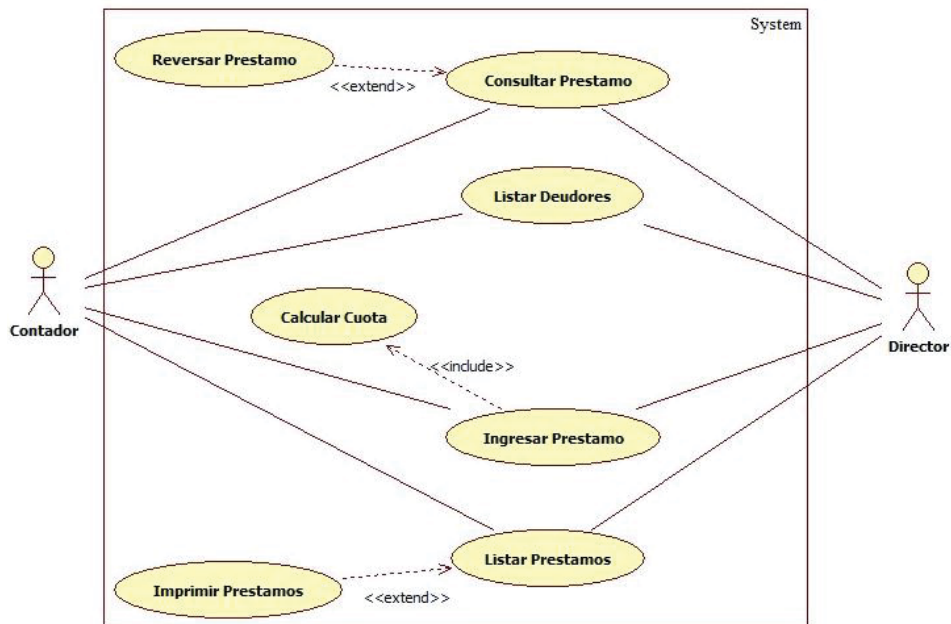 System
Reversar Prestamo
<<extend>>
Consultar Prestamo
Listar Deudores
Contador
Calcular Cuota
Director
<<include>>
Ingresar Prestamo
Listar Prestamos
Imprimir Prestamos
<<extend>>